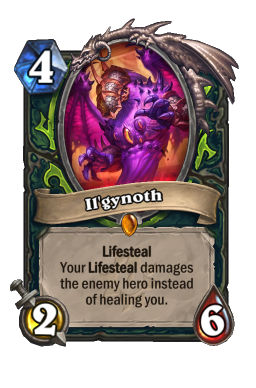 4
Il'gynoth
Lifesteal
Your Lifesteal damages
the enemy hero instead
of healing you.
2
6